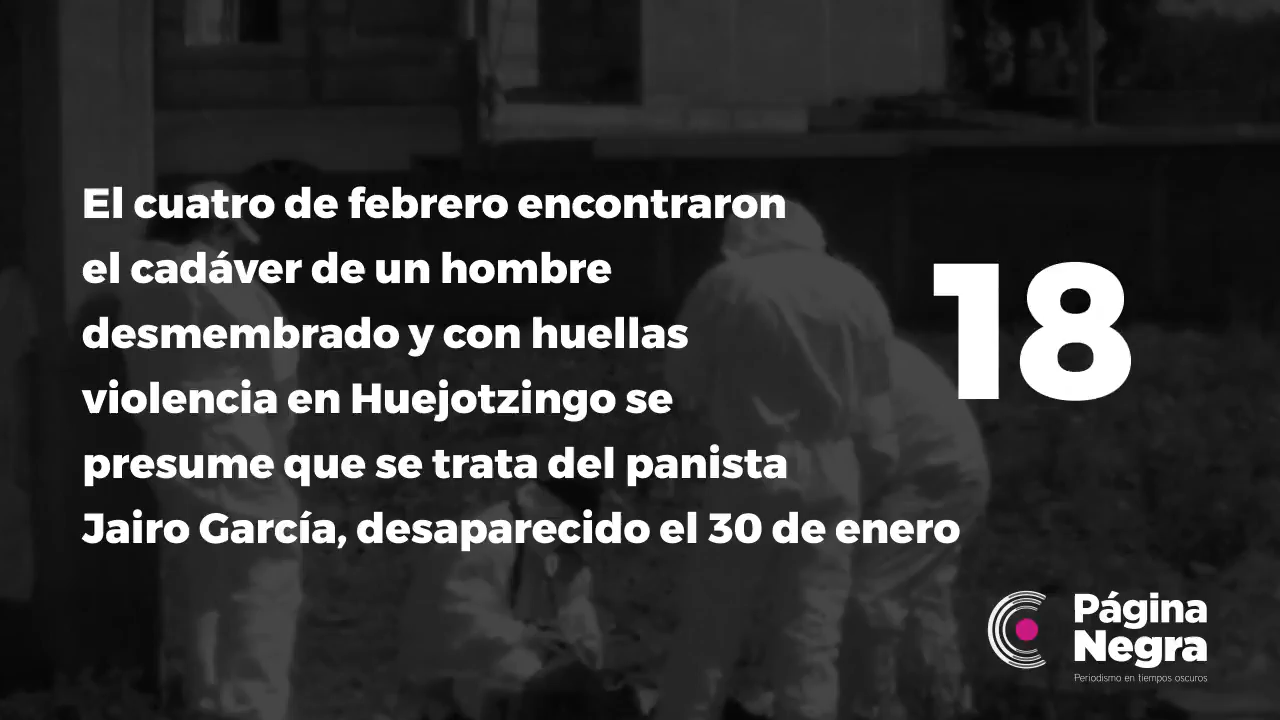 El cuatro de febrero encontraron
el cadáver de un hombre
desmembrado y con huellas
violencia en Huejotzingo se
presume que se trata del panista
Jairo García, desaparecido el 30 de enero
18
Página
Negra
Periodismo en tiempos oscuros